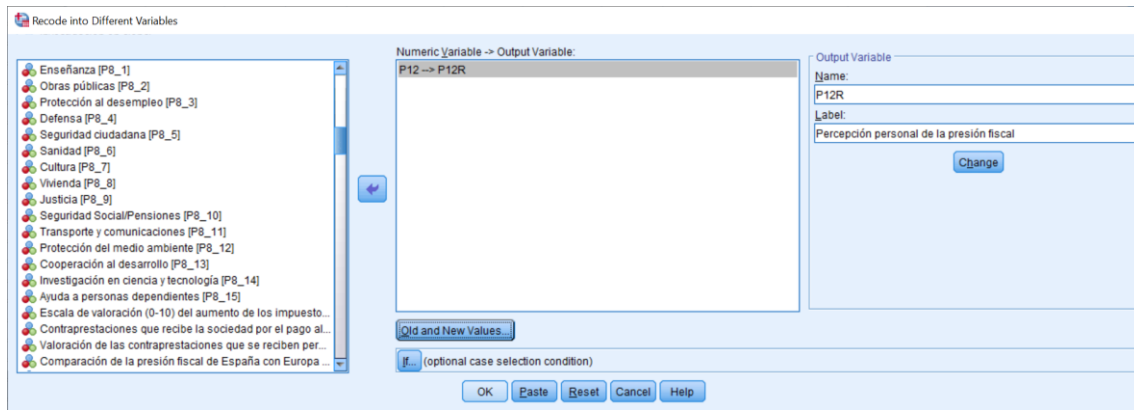 Recode into Different Variables
Enseñanza [P8_1]
Obras públicas [P8_2]
Protección al desempleo [P8_3]
Defensa [P8_4]
Seguridad ciudadana [P8_5]
Sanidad [P8_6]
Cultura [P8_7]
Vivienda [P8_8]
Justicia [P8_9]
Seguridad Social/Pensiones [P8_10]
Transporte y comunicaciones [P8_11]
Protección del medio ambiente [P8_12]
Cooperación al desarrollo [P8_13]
Investigación en ciencia y tecnología [P8_14]
Ayuda a personas dependientes [P8_15]
Escala de valoración (0-10) del aumento de los impuesto...
Contraprestaciones que recibe la sociedad por el pago al...
Valoración de las contraprestaciones que se reciben per...
Comparación de la presión fiscal de España con Europa ...
Numeric Variable -> Output Variable:
P12 --> P12R
Old and New Values...
If... (optional case selection condition)
Output Variable
Name:
P12R
Label:
Percepción personal de la presión fiscal
Change
OK Paste Reset Cancel Help